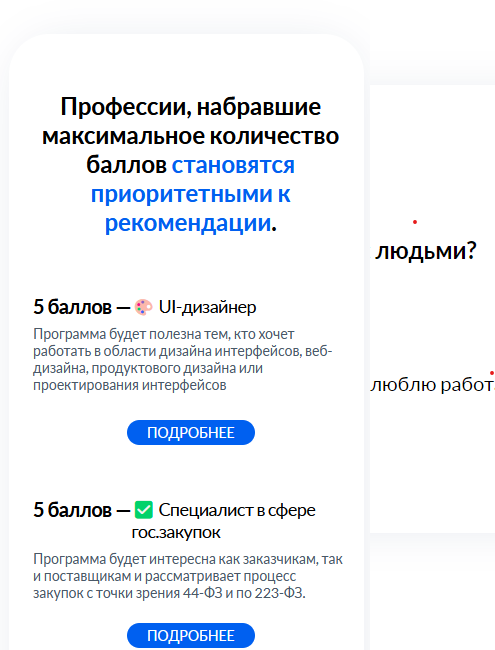 Профессии, набравшие
максимальное количество
баллов становятся
приоритетными к
рекомендации.
5 баллов — UI-дизайнер
Программа будет полезна тем, кто хочет
работать в области дизайна интерфейсов, веб-
дизайна, продуктового дизайна или
проектирования интерфейсов
ПОДРОБНЕЕ
5 баллов — Специалист в сфере
гос.закупок
Программа будет интересна как заказчикам, так
и поставщикам и рассматривает процесс
закупок с точки зрения 44-ФЗ и по 223-ФЗ.
ПОДРОБНЕЕ
людьми?
люблю